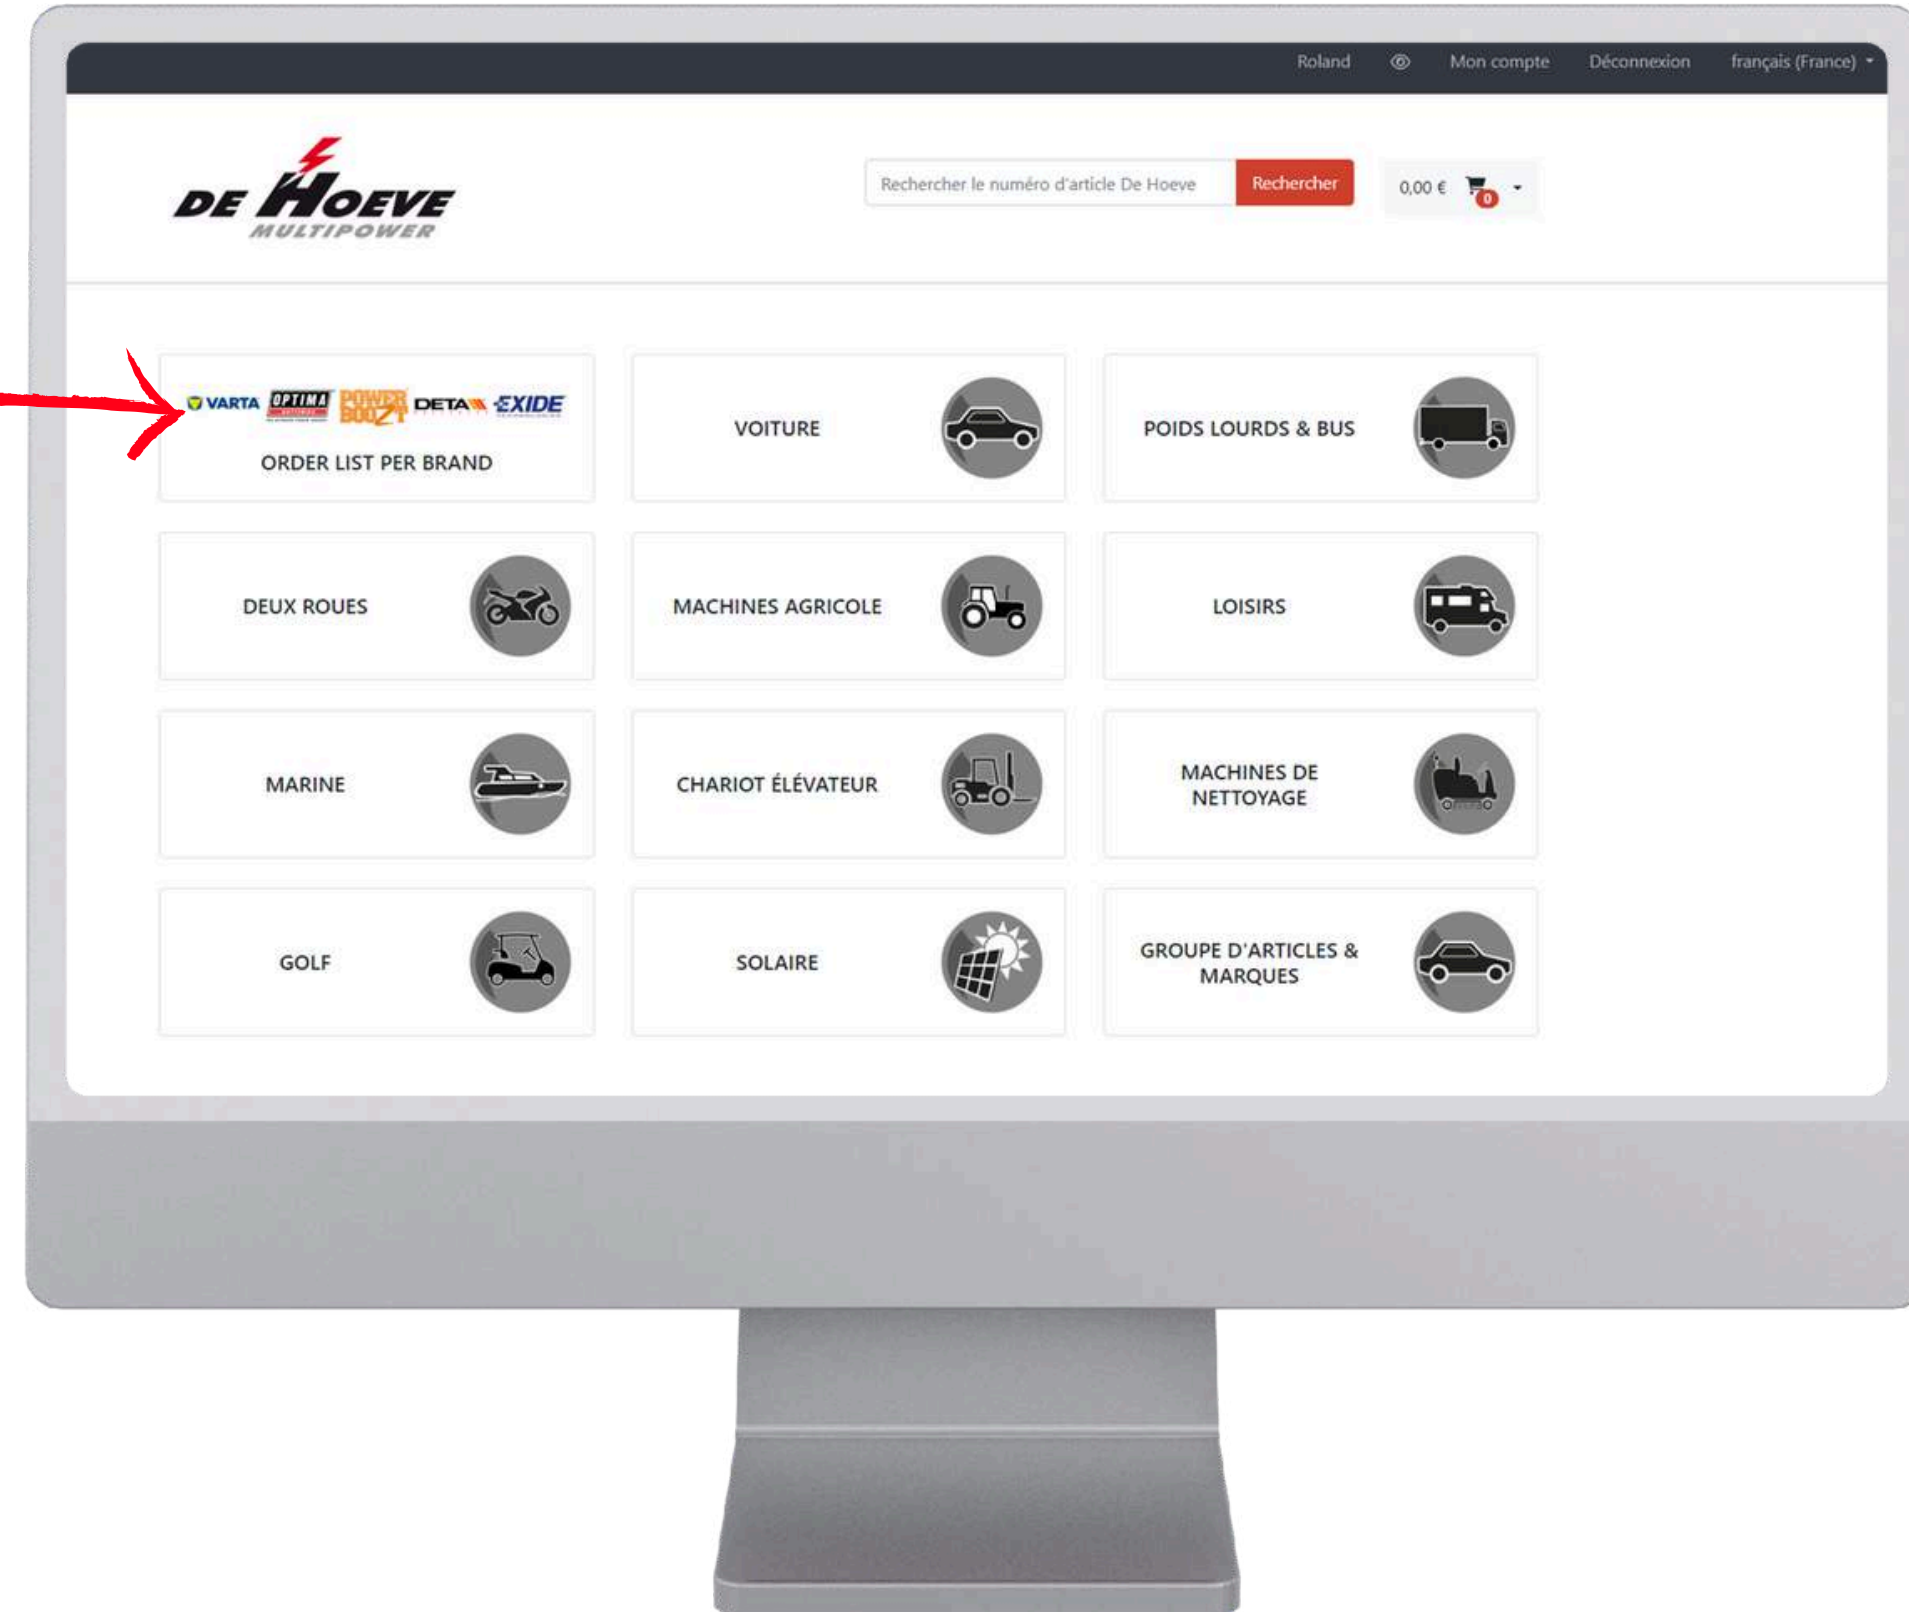 Roland Mon compte Déconnexion français (France)
DE HOEVE
MULTIPOWER
Rechercher le numéro d'article De Hoeve Rechercher 0,00 € 0
VARTA OPTIMA POWER BOOZT DETA EXIDE
ORDER LIST PER BRAND
VOITURE
POIDS LOURDS & BUS
DEUX ROUES
MACHINES AGRICOLE
LOISIRS
MARINE
CHARIOT ÉLÉVATEUR
MACHINES DE
NETTOYAGE
GOLF
SOLAIRE
GROUPE D'ARTICLES &
MARQUES